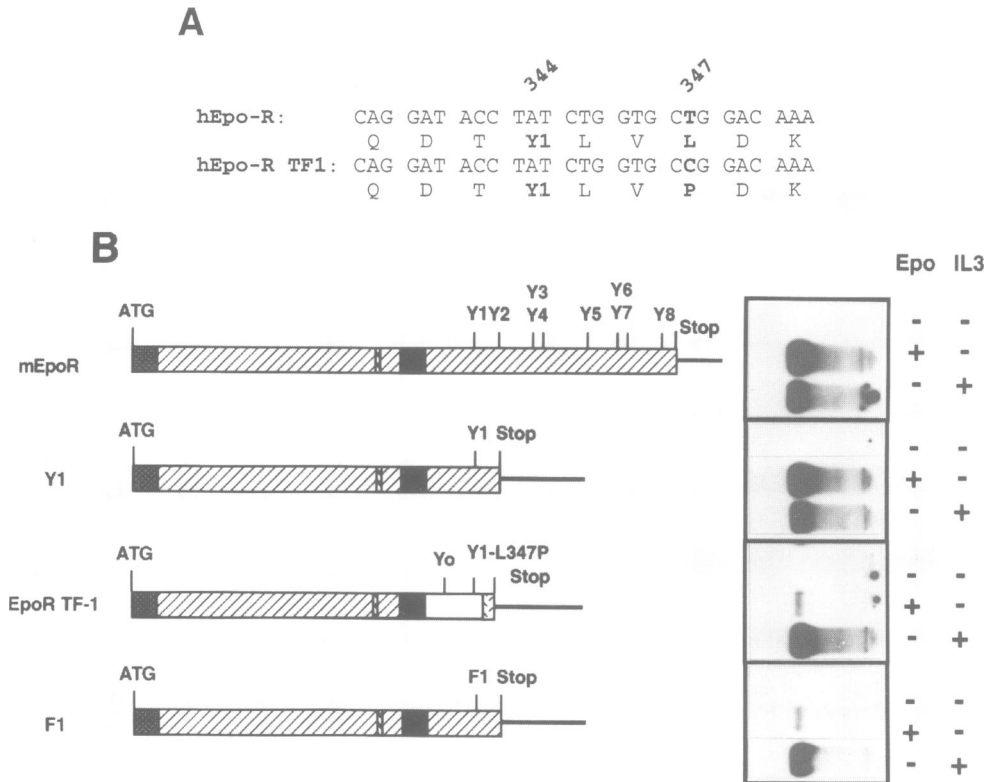 A
344 347
hEpo-R: CAG GAT ACC TAT CTG GTG CTG GAC AAA
Q D T Y1 L V L D K
hEpo-R TF1: CAG GAT ACC TAT CTG GTG CCG GAC AAA
Q D T Y1 L V P D K
B
Epo IL3
ATG Y1 Y2 Y3 Y4 Y5 Y6 Y7 Y8 Stop
mEpoR
- -
+ -
- +
ATG Y1 Stop
Y1
- -
+ -
- +
ATG Yo Y1-L347P Stop
EpoR TF-1
- -
+ -
- +
ATG F1 Stop
F1
- -
+ -
- +